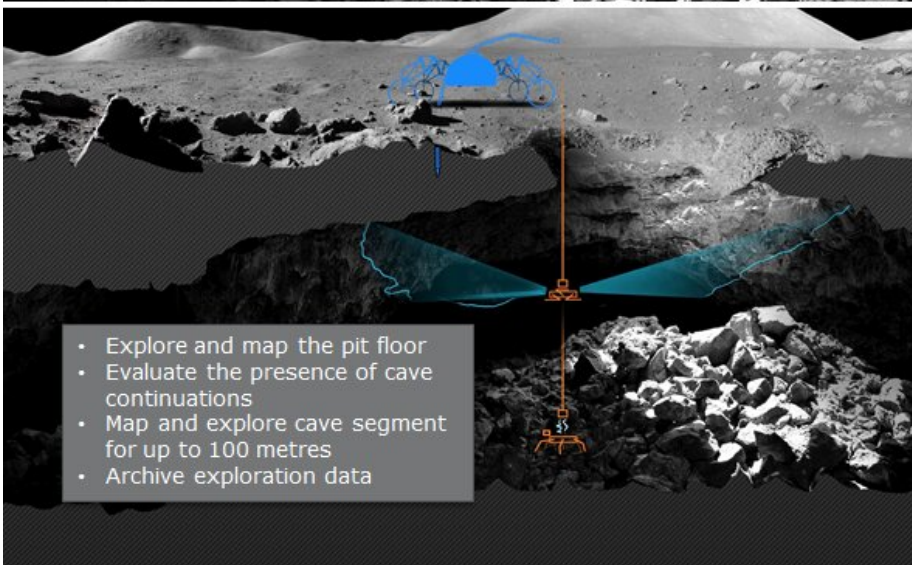 • Explore and map the pit floor
• Evaluate the presence of cave
continuations
• Map and explore cave segment
for up to 100 metres
• Archive exploration data